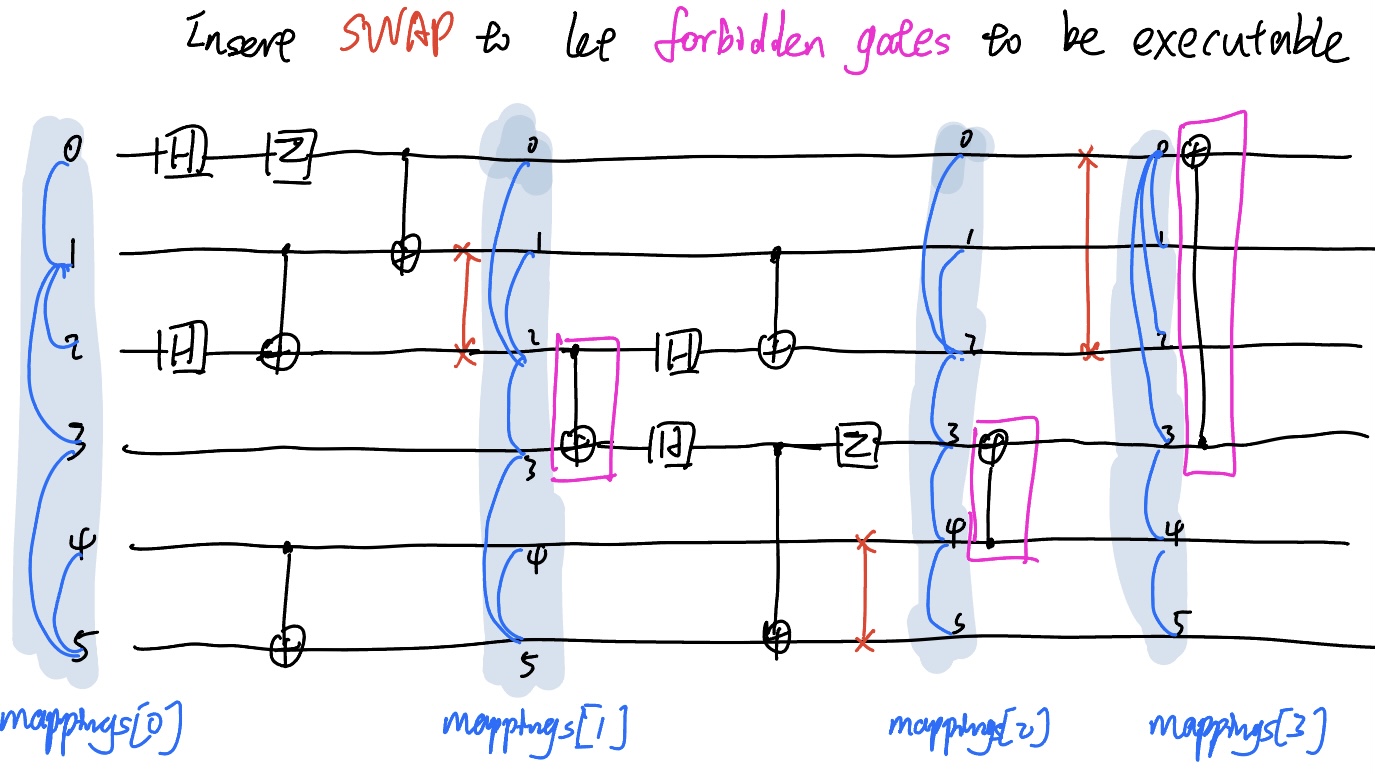 Insert SWAP to let forbidden gates to be executable
0 H Z 0 0 0
1 1 1 1
2 H 2 H 2 2
3 3 Id Z 3 3
4 4 4 4
5 5 5 5
mappings[0] mappings[1] mappings[2] mappings[3]